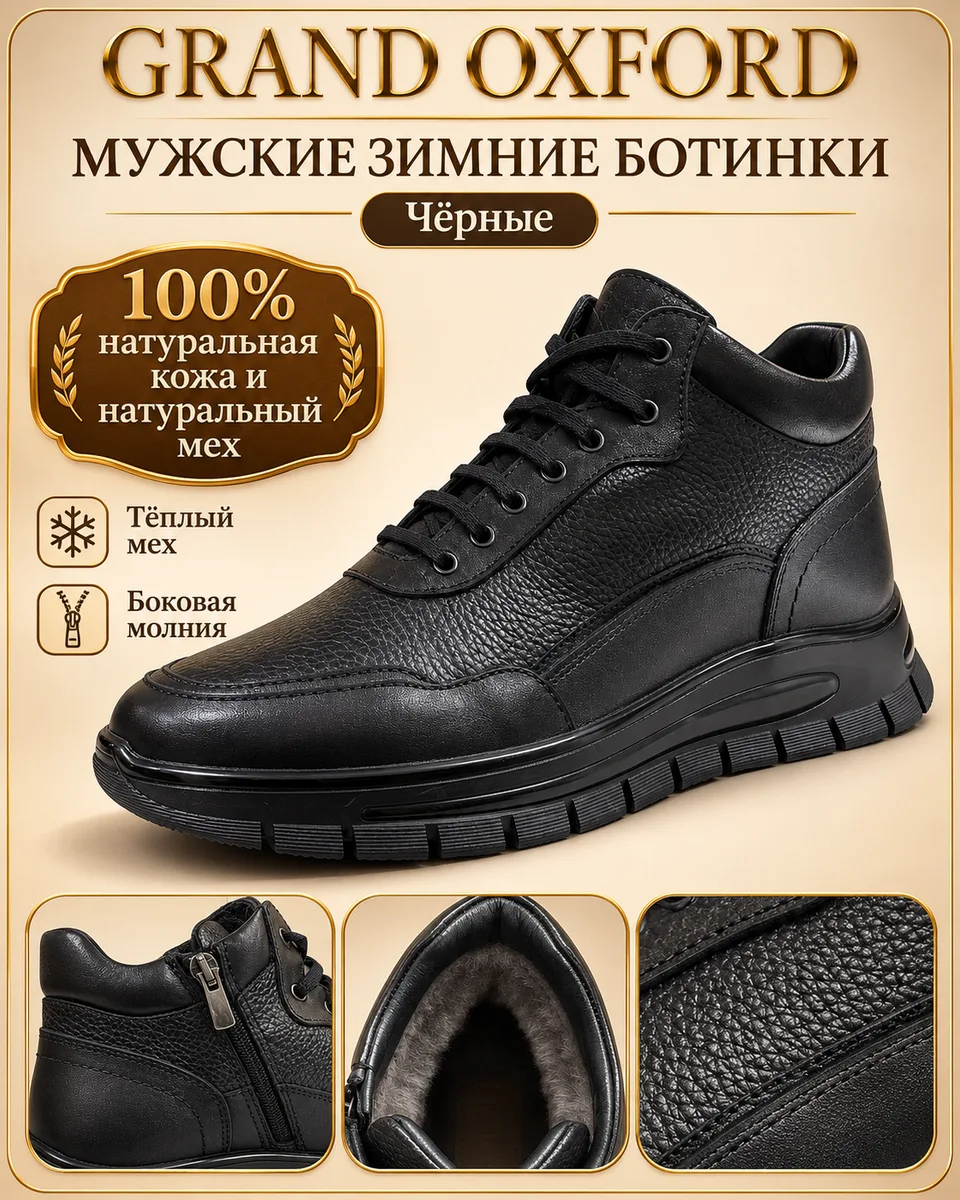 GRAND OXFORD
МУЖСКИЕ ЗИМНИЕ БОТИНКИ
Чёрные
100%
натуральная
кожа и
натуральный
мех
Тёплый
мех
Боковая
молния